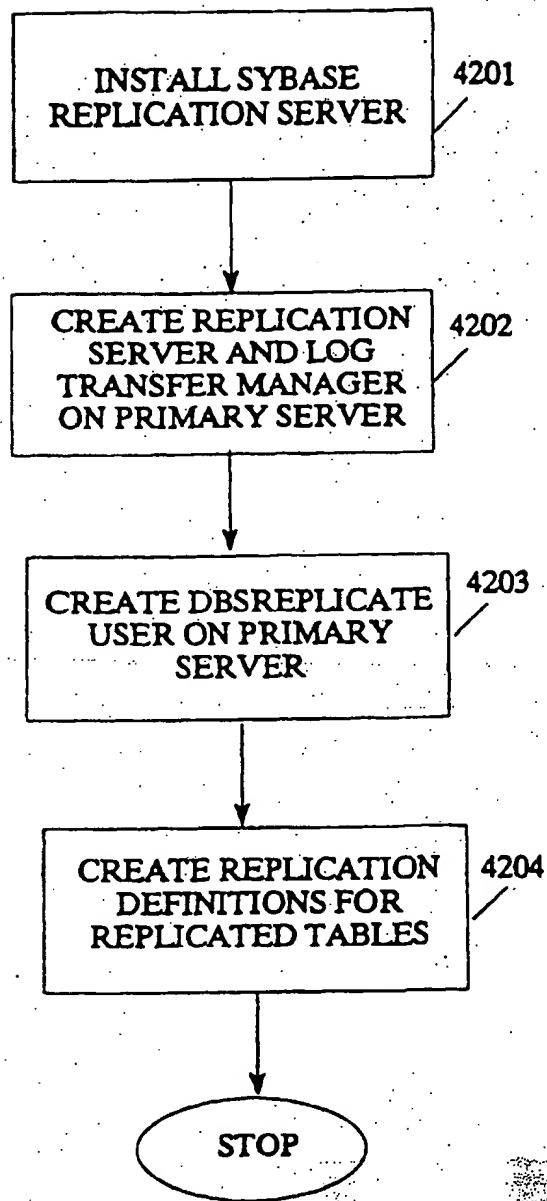 INSTALL SYBASE
REPLICATION SERVER
4201
CREATE REPLICATION
SERVER AND LOG
TRANSFER MANAGER
ON PRIMARY SERVER
4202
CREATE DBSREPLICATE
USER ON PRIMARY
SERVER
4203
CREATE REPLICATION
DEFINITIONS FOR
REPLICATED TABLES
4204
STOP